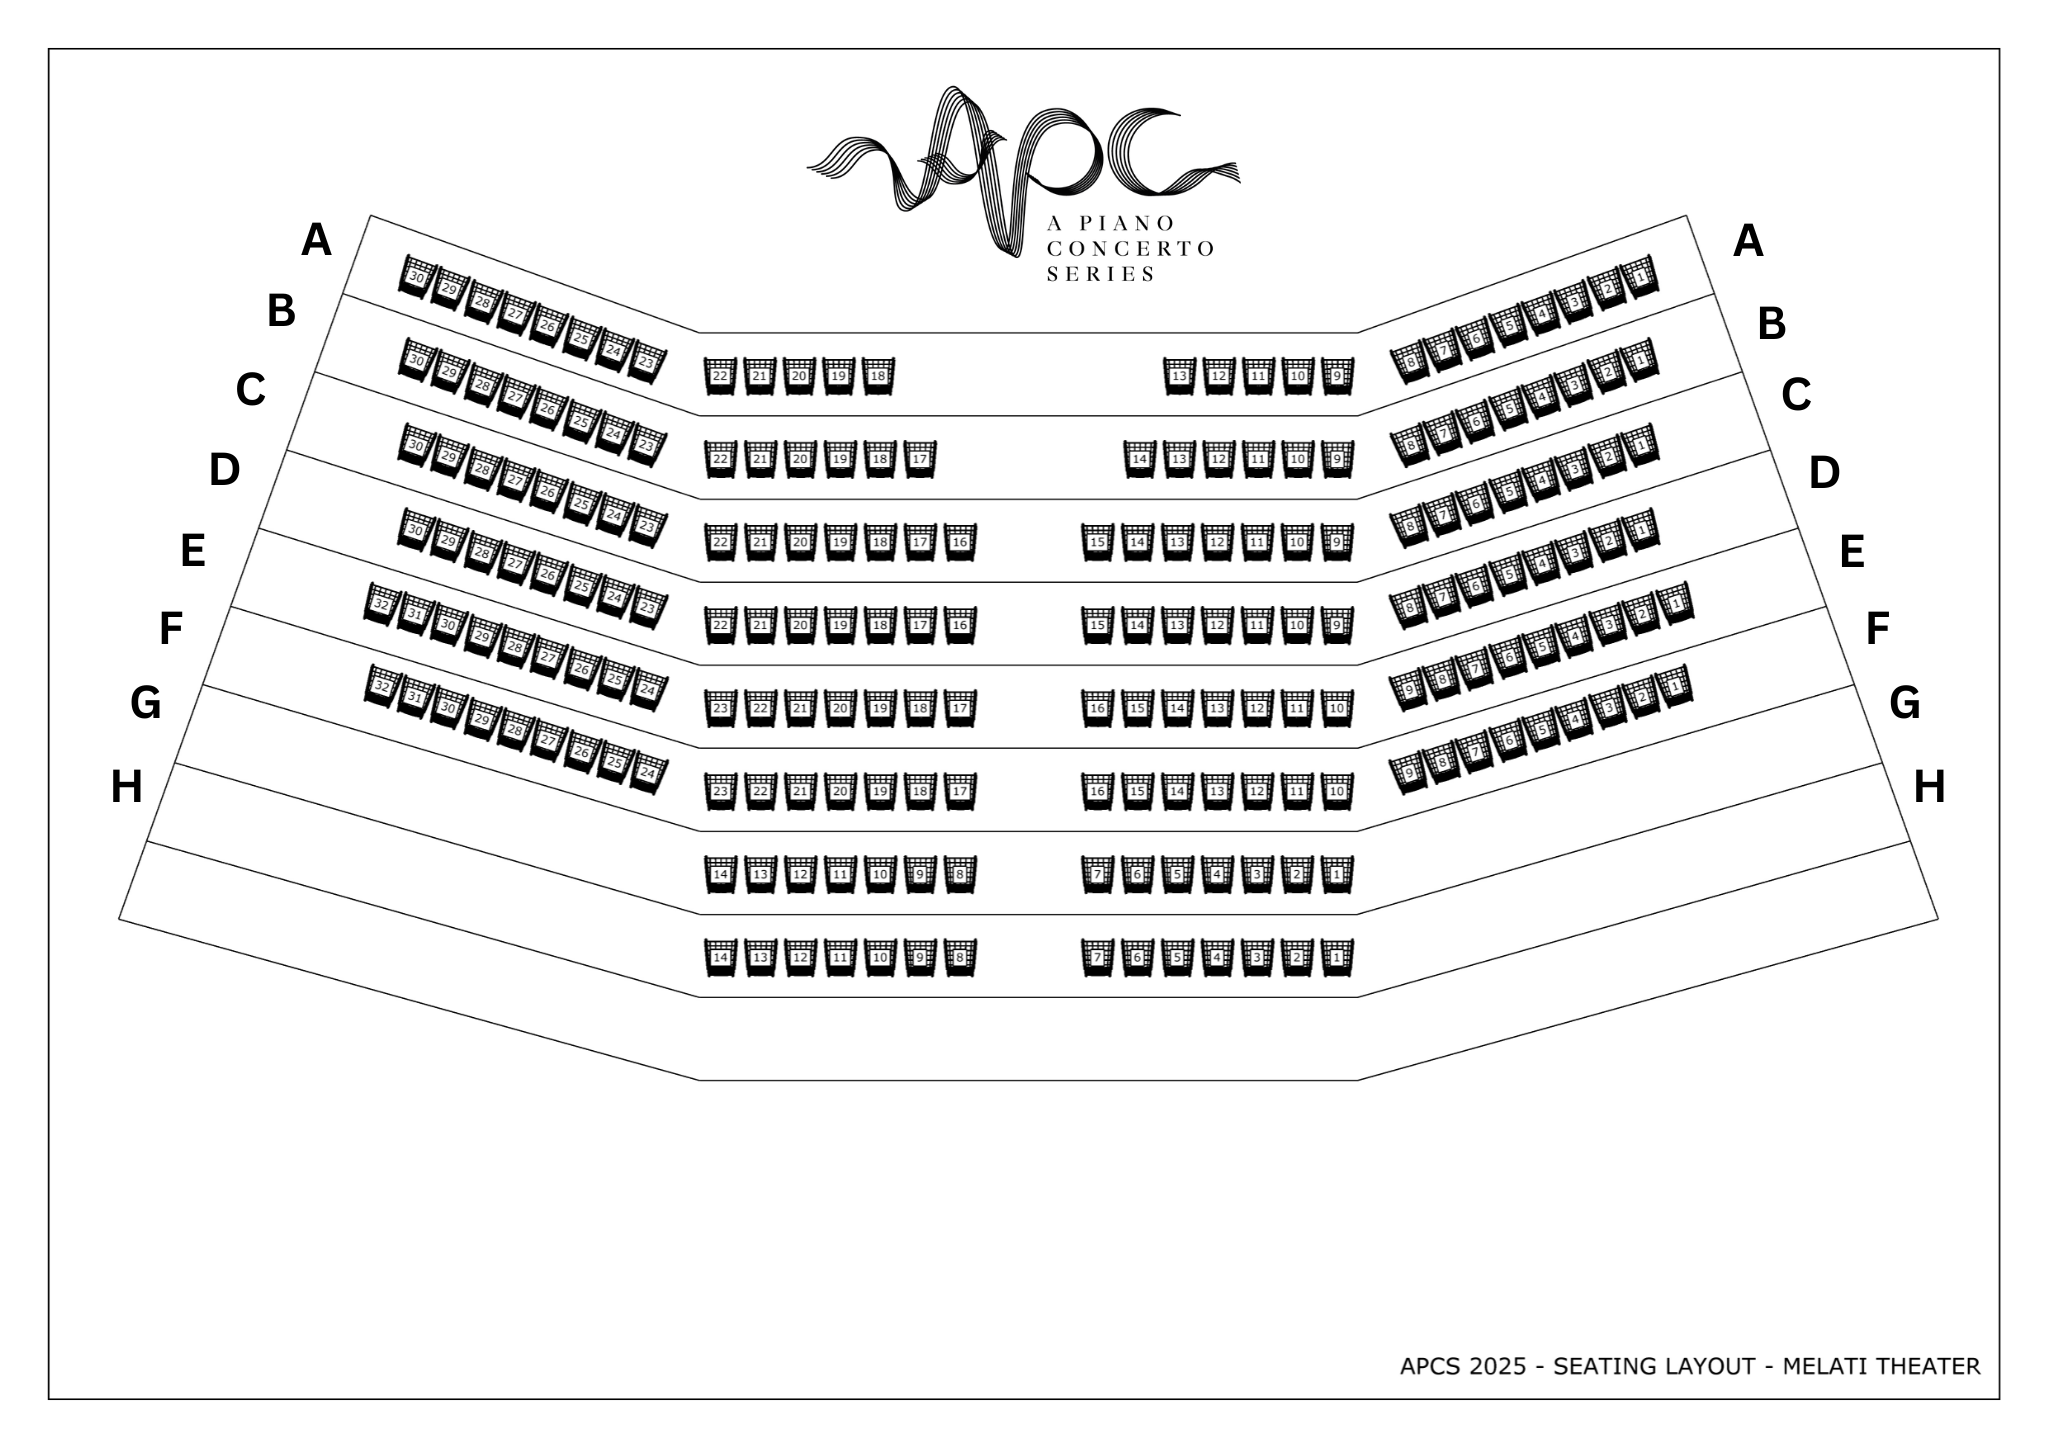 APC
A PIANO
CONCERTO
SERIES
A A
30 29 28 27 26 25 24 23 22 21 20 19 18 13 12 11 10 9 8 7 6 5 4 3 2 1
B B
30 29 28 27 26 25 24 23 22 21 20 19 18 17 14 13 12 11 10 9 8 7 6 5 4 3 2 1
C C
30 29 28 27 26 25 24 23 22 21 20 19 18 17 16 15 14 13 12 11 10 9 8 7 6 5 4 3 2 1
D D
30 29 28 27 26 25 24 23 22 21 20 19 18 17 16 15 14 13 12 11 10 9 8 7 6 5 4 3 2 1
E E
32 31 30 29 28 27 26 25 24 23 22 21 20 19 18 17 16 15 14 13 12 11 10 9 8 7 6 5 4 3 2 1
F F
32 31 30 29 28 27 26 25 24 23 22 21 20 19 18 17 16 15 14 13 12 11 10 9 8 7 6 5 4 3 2 1
G G
14 13 12 11 10 9 8 7 6 5 4 3 2 1
H H
14 13 12 11 10 9 8 7 6 5 4 3 2 1
APCS 2025 - SEATING LAYOUT - MELATI THEATER